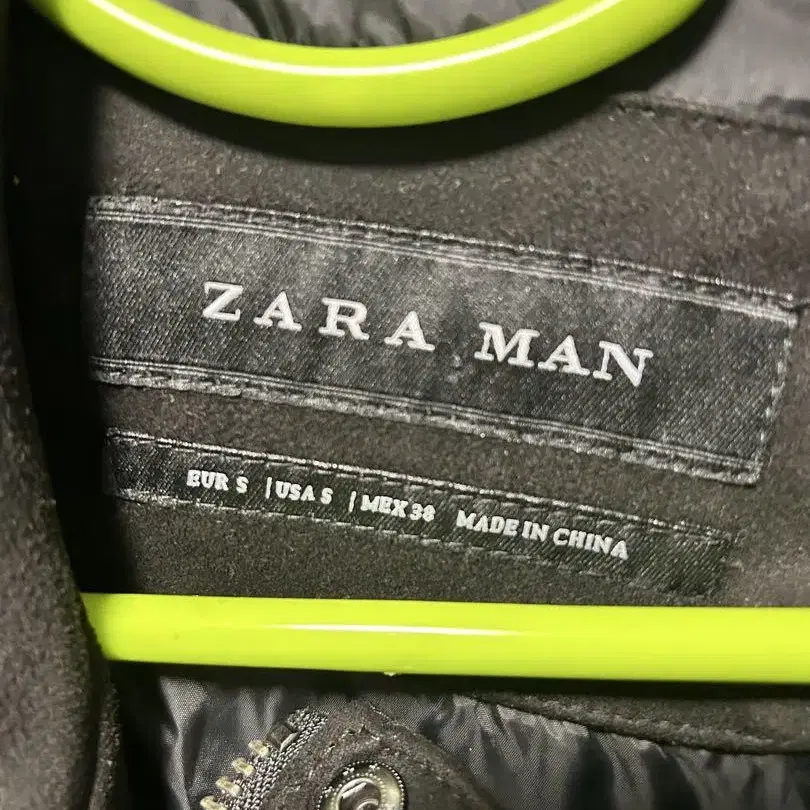 ZARA MAN
EUR S | USA S | MEX 38 MADE IN CHINA